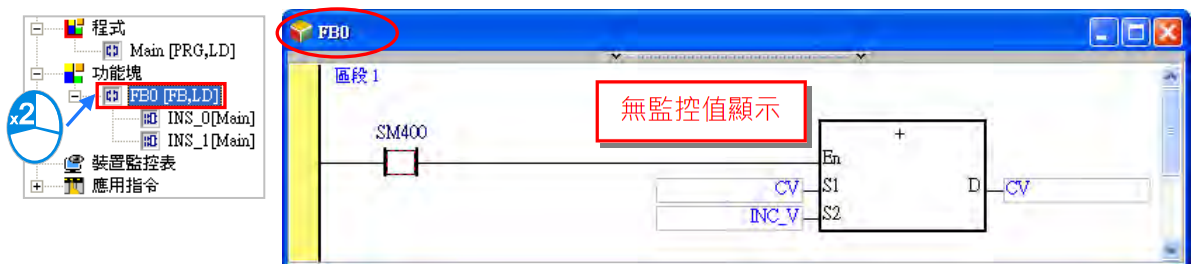 程式
Main [PRG,LD]
功能塊
FB0 [FB,LD]
INS_0[Main]
INS_1[Main]
裝置監控表
應用指令
x2
FB0
區段 1
無監控值顯示
SM400
+
En
CV S1 D CV
INC_V S2